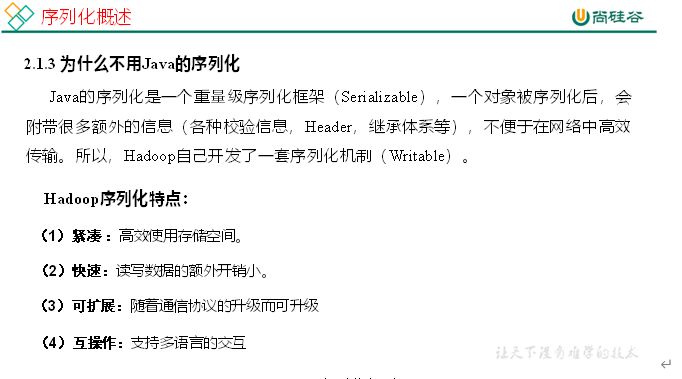 序列化概述
尚硅谷
2.1.3 为什么不用Java的序列化
Java的序列化是一个重量级序列化框架（Serializable），一个对象被序列化后，会
附带很多额外的信息（各种校验信息，Header，继承体系等），不便于在网络中高效
传输。所以，Hadoop自己开发了一套序列化机制（Writable）。
Hadoop序列化特点：
（1）紧凑：高效使用存储空间。
（2）快速：读写数据的额外开销小。
（3）可扩展：随着通信协议的升级而可升级
（4）互操作：支持多语言的交互
让天下没有难学的技术